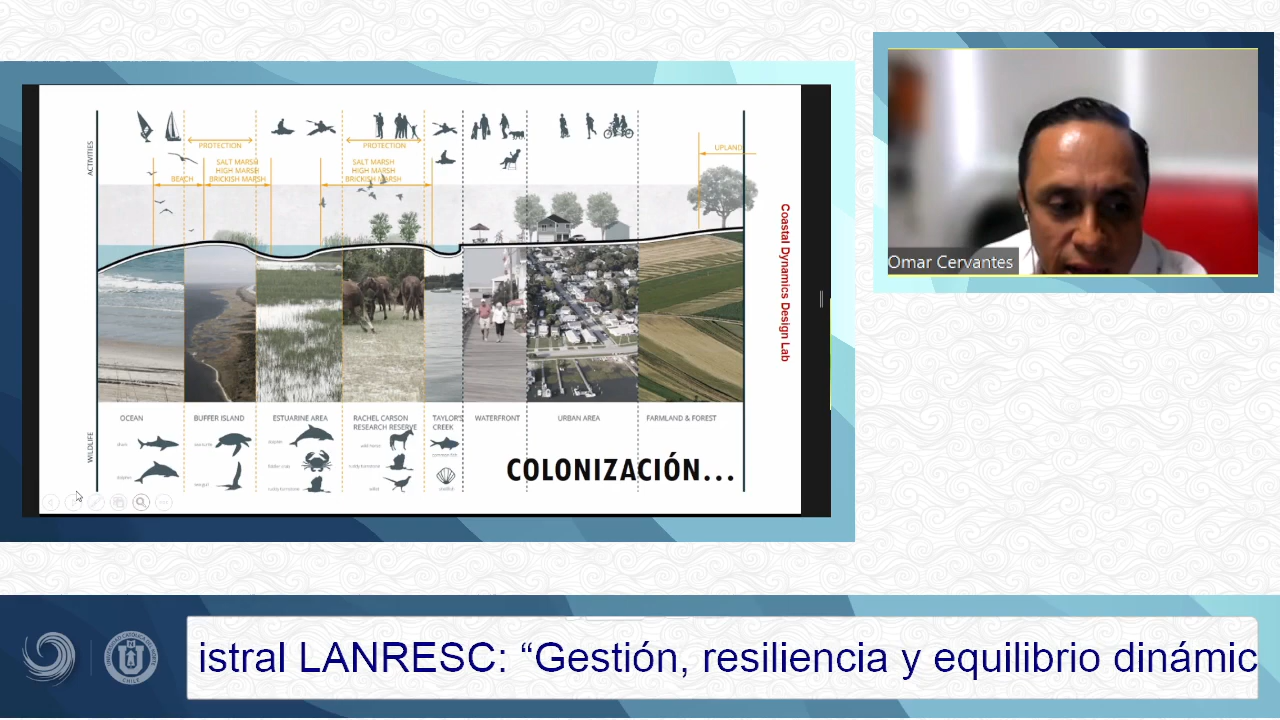 ACTIVITIES
PROTECTION
PROTECTION
SALT MARSH
HIGH MARSH
BRICKISH MARSH
SALT MARSH
HIGH MARSH
BRICKISH MARSH
BEACH
UPLAND
Coastal Dynamics Design Lab
Omar Cervantes
WILDLIFE
OCEAN
BUFFER ISLAND
ESTUARINE AREA
RACHEL CARSON
RESEARCH RESERVE
TAYLOR'S
CREEK
WATERFRONT
URBAN AREA
FARMLAND & FOREST
COLONIZACIÓN...
istral LANRESC: “Gestión, resiliencia y equilibrio dinámic
CHILE